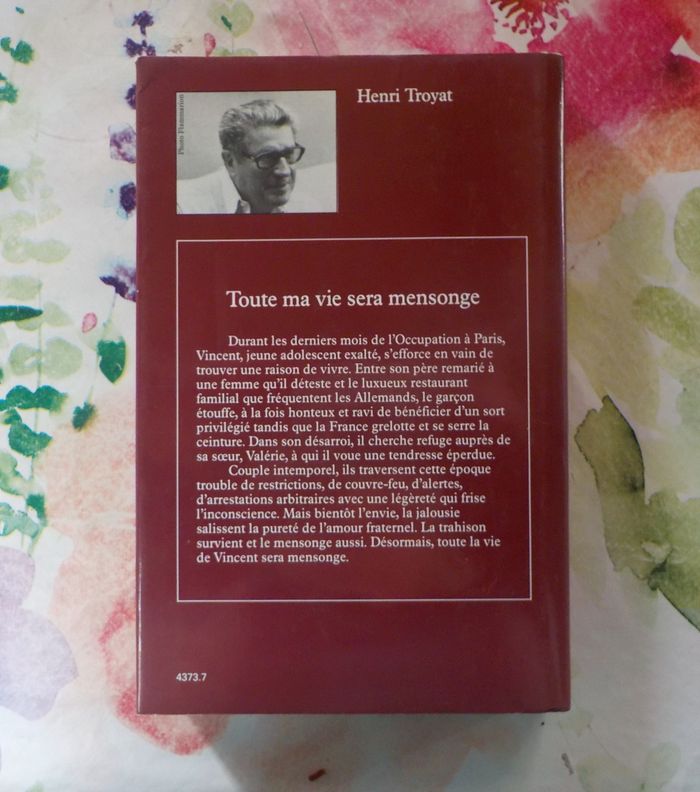 Photo Flammarion
Henri Troyat
Toute ma vie sera mensonge
Durant les derniers mois de l'Occupation à Paris,
Vincent, jeune adolescent exalté, s'efforce en vain de
trouver une raison de vivre. Entre son père remarié à
une femme qu'il déteste et le luxueux restaurant
familial que fréquentent les Allemands, le garçon
étouffe, à la fois honteux et ravi de bénéficier d'un sort
privilégié tandis que la France grelotte et se serre la
ceinture. Dans son désarroi, il cherche refuge auprès de
sa sœur, Valérie, à qui il voue une tendresse éperdue.
Couple intemporel, ils traversent cette époque
trouble de restrictions, de couvre-feu, d'alertes,
d'arrestations arbitraires avec une légèreté qui frise
l'inconscience. Mais bientôt l'envie, la jalousie
salissent la pureté de l'amour fraternel. La trahison
survient et le mensonge aussi. Désormais, toute la vie
de Vincent sera mensonge.
4373.7